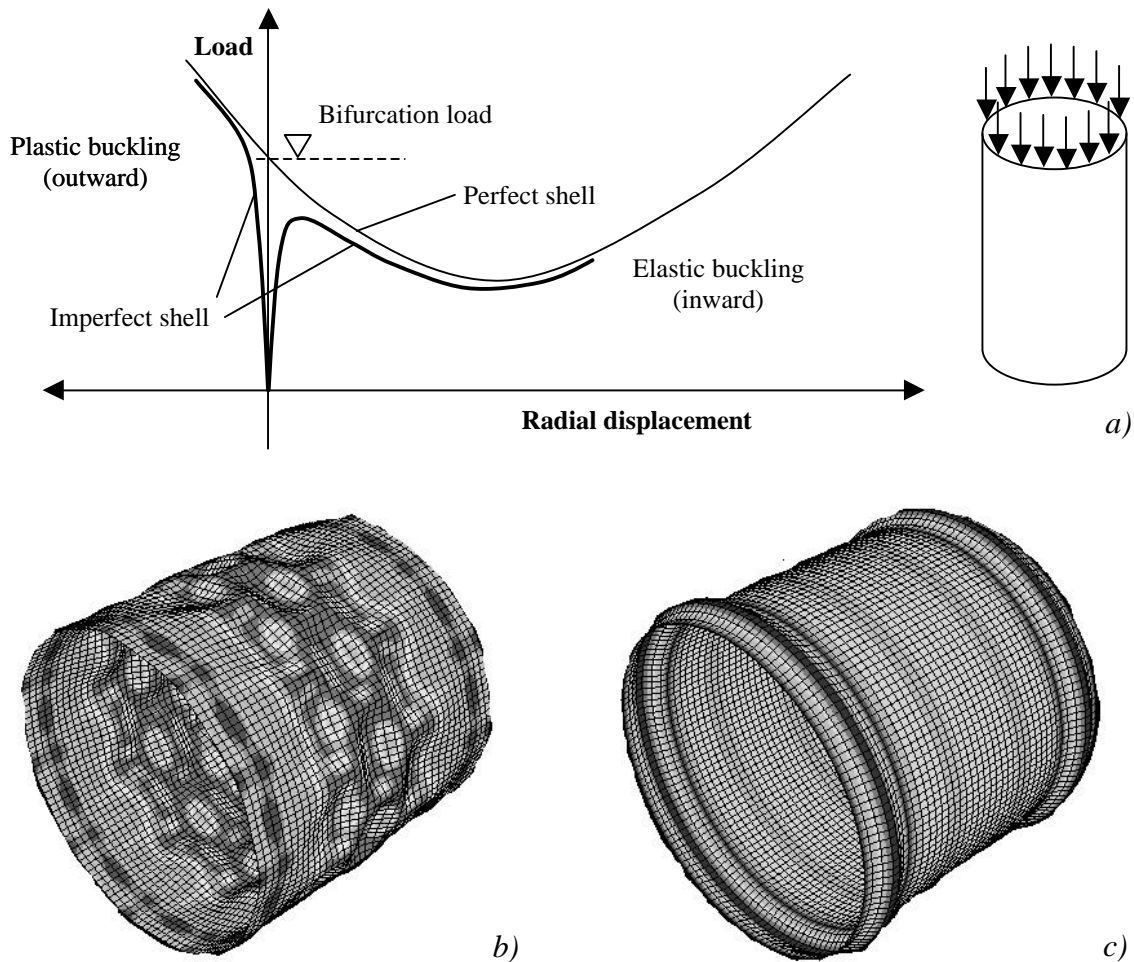 Load
Bifurcation load
Plastic buckling
(outward)
Perfect shell
Elastic buckling
(inward)
Imperfect shell
Radial displacement
a)
b)
c)